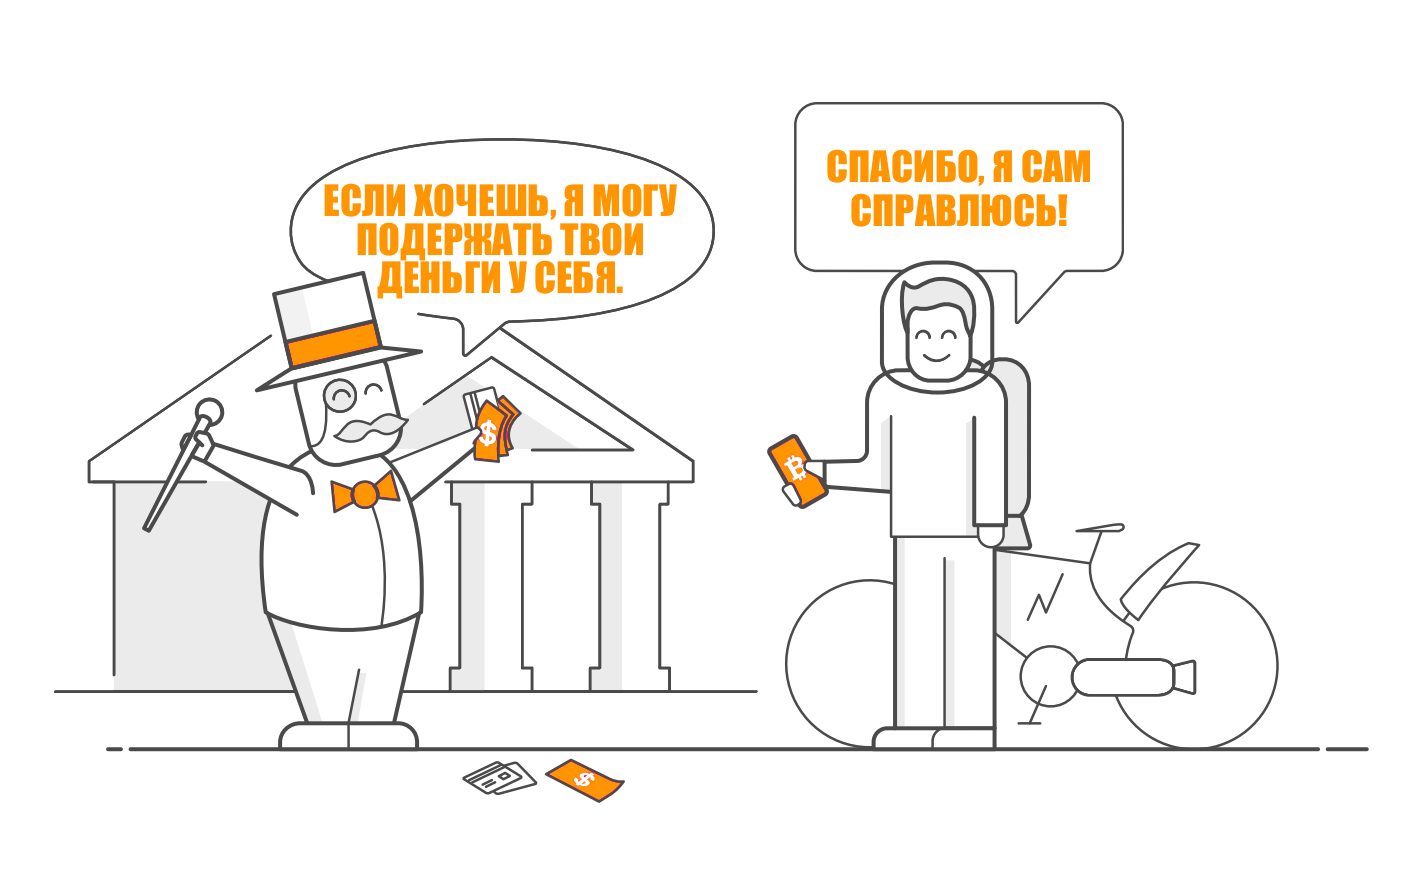 ЕСЛИ ХОЧЕШЬ, Я МОГУ
ПОДЕРЖАТЬ ТВОИ
ДЕНЬГИ У СЕБЯ.
СПАСИБО, Я САМ
СПРАВЛЮСЬ!
$
₿
$